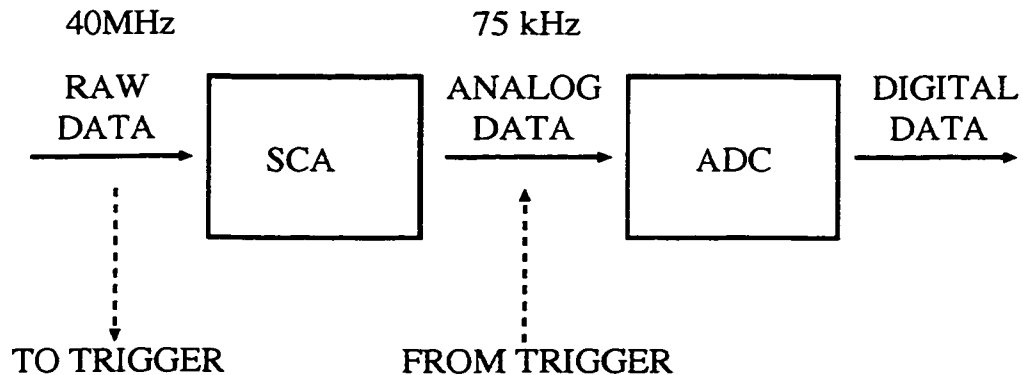 40MHz
75 kHz
RAW
DATA
SCA
ANALOG
DATA
ADC
DIGITAL
DATA
TO TRIGGER
FROM TRIGGER